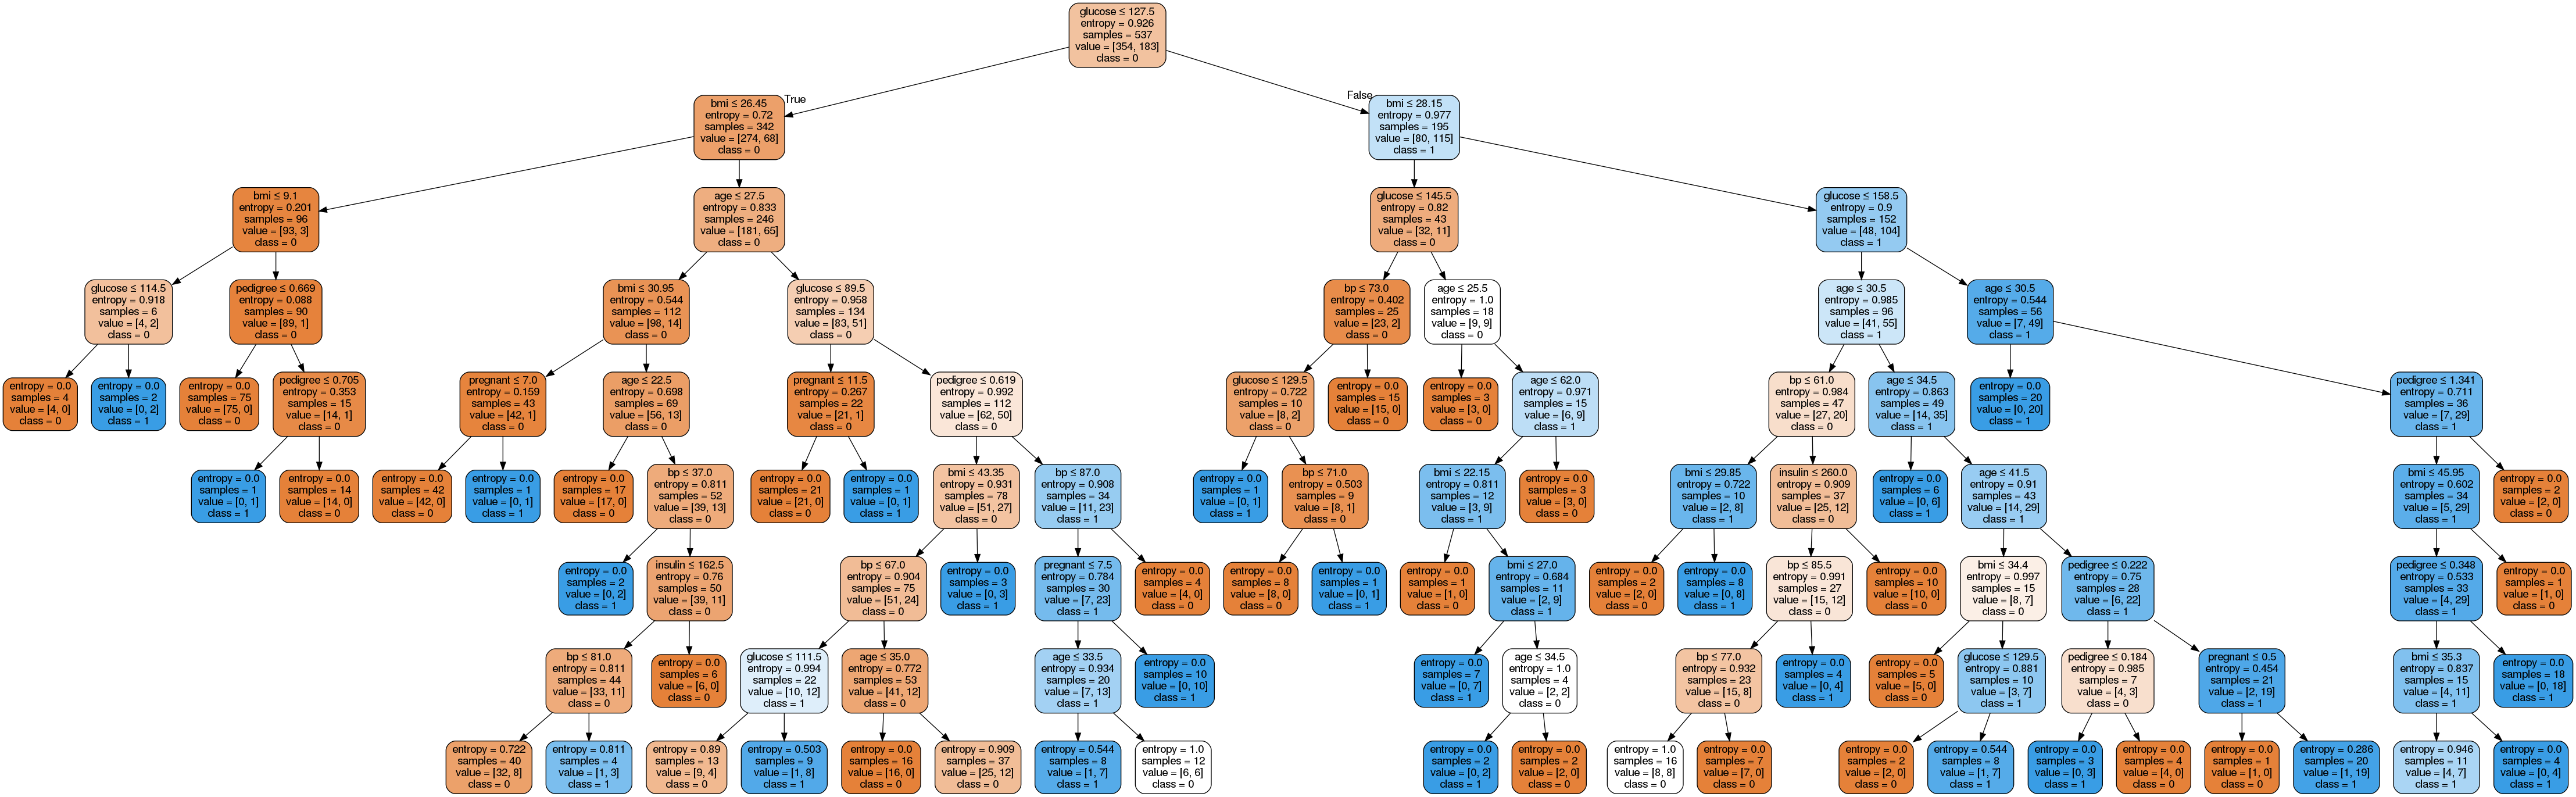 glucose ≤ 127.5
entropy = 0.926
samples = 537
value = [354, 183]
class = 0
True
False
bmi ≤ 26.45
entropy = 0.72
samples = 342
value = [274, 68]
class = 0
bmi ≤ 28.15
entropy = 0.977
samples = 195
value = [80, 115]
class = 1
bmi ≤ 9.1
entropy = 0.201
samples = 96
value = [93, 3]
class = 0
age ≤ 27.5
entropy = 0.833
samples = 246
value = [181, 65]
class = 0
glucose ≤ 145.5
entropy = 0.82
samples = 43
value = [32, 11]
class = 0
glucose ≤ 158.5
entropy = 0.9
samples = 152
value = [48, 104]
class = 1
glucose ≤ 114.5
entropy = 0.918
samples = 6
value = [4, 2]
class = 0
pedigree ≤ 0.669
entropy = 0.088
samples = 90
value = [89, 1]
class = 0
bmi ≤ 30.95
entropy = 0.544
samples = 112
value = [98, 14]
class = 0
glucose ≤ 89.5
entropy = 0.958
samples = 134
value = [83, 51]
class = 0
bp ≤ 73.0
entropy = 0.402
samples = 25
value = [23, 2]
class = 0
age ≤ 25.5
entropy = 1.0
samples = 18
value = [9, 9]
class = 0
age ≤ 30.5
entropy = 0.985
samples = 96
value = [41, 55]
class = 1
age ≤ 30.5
entropy = 0.544
samples = 56
value = [7, 49]
class = 1
entropy = 0.0
samples = 4
value = [4, 0]
class = 0
entropy = 0.0
samples = 2
value = [0, 2]
class = 1
entropy = 0.0
samples = 75
value = [75, 0]
class = 0
pedigree ≤ 0.705
entropy = 0.353
samples = 15
value = [14, 1]
class = 0
pregnant ≤ 7.0
entropy = 0.159
samples = 43
value = [42, 1]
class = 0
age ≤ 22.5
entropy = 0.698
samples = 69
value = [56, 13]
class = 0
pregnant ≤ 11.5
entropy = 0.267
samples = 22
value = [21, 1]
class = 0
pedigree ≤ 0.619
entropy = 0.992
samples = 112
value = [62, 50]
class = 0
glucose ≤ 129.5
entropy = 0.722
samples = 10
value = [8, 2]
class = 0
entropy = 0.0
samples = 15
value = [15, 0]
class = 0
entropy = 0.0
samples = 3
value = [3, 0]
class = 0
age ≤ 62.0
entropy = 0.971
samples = 15
value = [6, 9]
class = 1
bp ≤ 61.0
entropy = 0.984
samples = 47
value = [27, 20]
class = 0
age ≤ 34.5
entropy = 0.863
samples = 49
value = [14, 35]
class = 1
entropy = 0.0
samples = 20
value = [0, 20]
class = 1
pedigree ≤ 1.341
entropy = 0.711
samples = 36
value = [7, 29]
class = 1
entropy = 0.0
samples = 1
value = [0, 1]
class = 1
entropy = 0.0
samples = 14
value = [14, 0]
class = 0
entropy = 0.0
samples = 42
value = [42, 0]
class = 0
entropy = 0.0
samples = 1
value = [0, 1]
class = 1
entropy = 0.0
samples = 17
value = [17, 0]
class = 0
bp ≤ 37.0
entropy = 0.811
samples = 52
value = [39, 13]
class = 0
entropy = 0.0
samples = 21
value = [21, 0]
class = 0
entropy = 0.0
samples = 1
value = [0, 1]
class = 1
bmi ≤ 43.35
entropy = 0.931
samples = 78
value = [51, 27]
class = 0
bp ≤ 87.0
entropy = 0.908
samples = 34
value = [11, 23]
class = 1
entropy = 0.0
samples = 1
value = [0, 1]
class = 1
bp ≤ 71.0
entropy = 0.503
samples = 9
value = [8, 1]
class = 0
bmi ≤ 22.15
entropy = 0.811
samples = 12
value = [3, 9]
class = 1
entropy = 0.0
samples = 3
value = [3, 0]
class = 0
bmi ≤ 29.85
entropy = 0.722
samples = 10
value = [2, 8]
class = 1
insulin ≤ 260.0
entropy = 0.909
samples = 37
value = [25, 12]
class = 0
entropy = 0.0
samples = 6
value = [0, 6]
class = 1
age ≤ 41.5
entropy = 0.91
samples = 43
value = [14, 29]
class = 1
bmi ≤ 45.95
entropy = 0.602
samples = 34
value = [5, 29]
class = 1
entropy = 0.0
samples = 2
value = [2, 0]
class = 0
entropy = 0.0
samples = 2
value = [0, 2]
class = 1
insulin ≤ 162.5
entropy = 0.76
samples = 50
value = [39, 11]
class = 0
bp ≤ 67.0
entropy = 0.904
samples = 75
value = [51, 24]
class = 0
entropy = 0.0
samples = 3
value = [0, 3]
class = 1
pregnant ≤ 7.5
entropy = 0.784
samples = 30
value = [7, 23]
class = 1
entropy = 0.0
samples = 4
value = [4, 0]
class = 0
entropy = 0.0
samples = 8
value = [8, 0]
class = 0
entropy = 0.0
samples = 1
value = [0, 1]
class = 1
entropy = 0.0
samples = 1
value = [1, 0]
class = 0
bmi ≤ 27.0
entropy = 0.684
samples = 11
value = [2, 9]
class = 1
entropy = 0.0
samples = 2
value = [2, 0]
class = 0
entropy = 0.0
samples = 8
value = [0, 8]
class = 1
bp ≤ 85.5
entropy = 0.991
samples = 27
value = [15, 12]
class = 0
entropy = 0.0
samples = 10
value = [10, 0]
class = 0
bmi ≤ 34.4
entropy = 0.997
samples = 15
value = [8, 7]
class = 0
pedigree ≤ 0.222
entropy = 0.75
samples = 28
value = [6, 22]
class = 1
pedigree ≤ 0.348
entropy = 0.533
samples = 33
value = [4, 29]
class = 1
entropy = 0.0
samples = 1
value = [1, 0]
class = 0
bp ≤ 81.0
entropy = 0.811
samples = 44
value = [33, 11]
class = 0
entropy = 0.0
samples = 6
value = [6, 0]
class = 0
glucose ≤ 111.5
entropy = 0.994
samples = 22
value = [10, 12]
class = 1
age ≤ 35.0
entropy = 0.772
samples = 53
value = [41, 12]
class = 0
age ≤ 33.5
entropy = 0.934
samples = 20
value = [7, 13]
class = 1
entropy = 0.0
samples = 10
value = [0, 10]
class = 1
entropy = 0.0
samples = 7
value = [0, 7]
class = 1
age ≤ 34.5
entropy = 1.0
samples = 4
value = [2, 2]
class = 0
bp ≤ 77.0
entropy = 0.932
samples = 23
value = [15, 8]
class = 0
entropy = 0.0
samples = 4
value = [0, 4]
class = 1
entropy = 0.0
samples = 5
value = [5, 0]
class = 0
glucose ≤ 129.5
entropy = 0.881
samples = 10
value = [3, 7]
class = 1
pedigree ≤ 0.184
entropy = 0.985
samples = 7
value = [4, 3]
class = 0
pregnant ≤ 0.5
entropy = 0.454
samples = 21
value = [2, 19]
class = 1
bmi ≤ 35.3
entropy = 0.837
samples = 15
value = [4, 11]
class = 1
entropy = 0.0
samples = 18
value = [0, 18]
class = 1
entropy = 0.722
samples = 40
value = [32, 8]
class = 0
entropy = 0.811
samples = 4
value = [1, 3]
class = 1
entropy = 0.89
samples = 13
value = [9, 4]
class = 0
entropy = 0.503
samples = 9
value = [1, 8]
class = 1
entropy = 0.0
samples = 16
value = [16, 0]
class = 0
entropy = 0.909
samples = 37
value = [25, 12]
class = 0
entropy = 0.544
samples = 8
value = [1, 7]
class = 1
entropy = 1.0
samples = 12
value = [6, 6]
class = 0
entropy = 0.0
samples = 2
value = [0, 2]
class = 1
entropy = 0.0
samples = 2
value = [2, 0]
class = 0
entropy = 1.0
samples = 16
value = [8, 8]
class = 0
entropy = 0.0
samples = 7
value = [7, 0]
class = 0
entropy = 0.0
samples = 2
value = [2, 0]
class = 0
entropy = 0.544
samples = 8
value = [1, 7]
class = 1
entropy = 0.0
samples = 3
value = [0, 3]
class = 1
entropy = 0.0
samples = 4
value = [4, 0]
class = 0
entropy = 0.0
samples = 1
value = [1, 0]
class = 0
entropy = 0.286
samples = 20
value = [1, 19]
class = 1
entropy = 0.946
samples = 11
value = [4, 7]
class = 1
entropy = 0.0
samples = 4
value = [0, 4]
class = 1